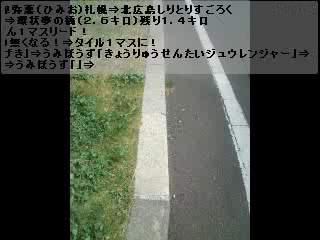 弥薫(ひみお)札幌⇒北広島しりとりすごろく
⇒環状夢の橋(2.6キロ)残り1.4キロ
ん1マスリード!
り無くなる!⇒タイル1マスに!
ずき」⇒うみぼうず「きょうりゅうせんたいジュウレンジャー」⇒
⇒うみぼうず「」⇒